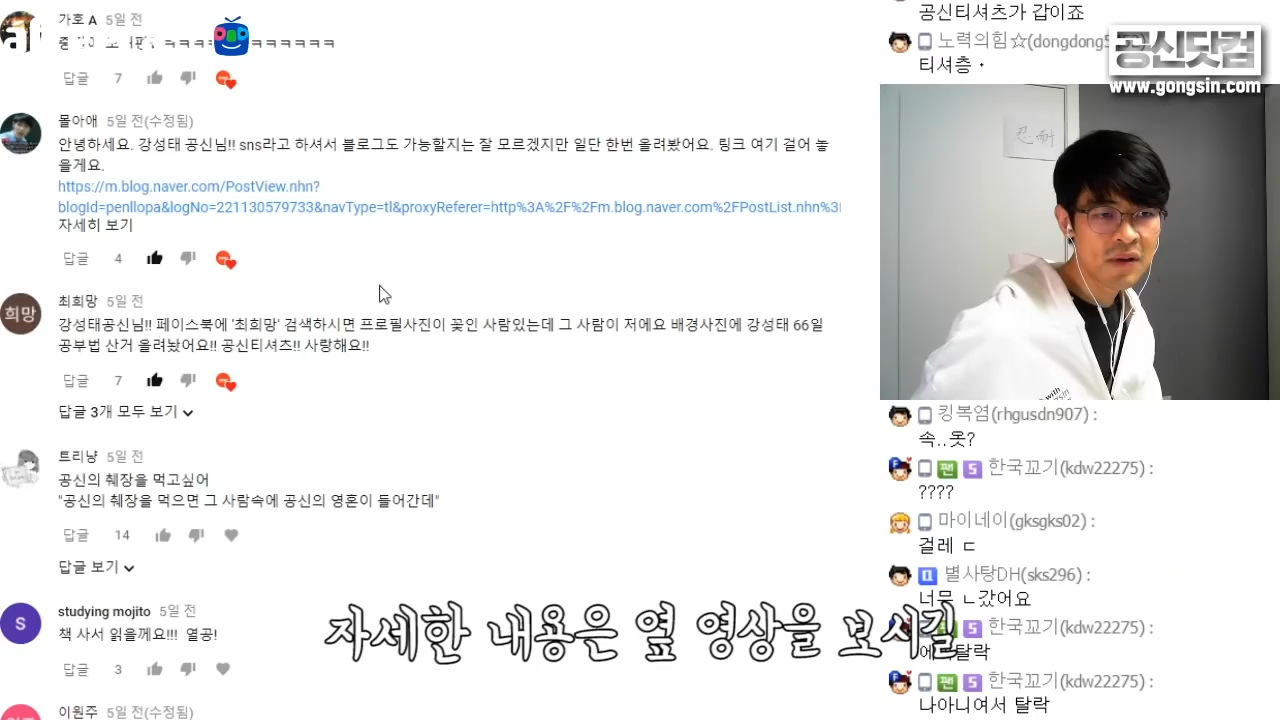 가호 A 5일 전
ㅋㅋㅋㅋㅋㅋㅋㅋㅋ
답글 7
몰아애 5일 전(수정됨)
안녕하세요. 강성태 공신님!! sns라고 하셔서 블로그도 가능할지는 잘 모르겠지만 일단 한번 올려봤어요. 링크 여기 걸어 놓
을게요.
https://m.blog.naver.com/PostView.nhn?
blogId=penllopa&logNo=221130579733&navType=tl&proxyReferer=http%3A%2F%2Fm.blog.naver.com%2FPostList.nhn%3
자세히 보기
답글 4
희망
최희망 5일 전
강성태공신님!! 페이스북에 '최희망' 검색하시면 프로필사진이 꽃인 사람있는데 그 사람이 저에요 배경사진에 강성태 66일
공부법 산거 올려놨어요!! 공신티셔츠!! 사랑해요!!
답글 7
답글 3개 모두 보기
트리냥 5일 전
공신의 췌장을 먹고싶어
"공신의 췌장을 먹으면 그 사람속에 공신의 영혼이 들어간데"
답글 14
답글 보기
S
studying mojito 5일 전
책 사서 읽을께요!!! 열공!
답글 3
이원주 5일 전(수정됨)
공신티셔츠가 갑이죠
노력의힘☆(dongdong5
티셔층·
공신닷컴
www.gongsin.com
忍耐
킹복염(rhgusdn907) :
속..옷?
팬 S 한국꼬기(kdw22275) :
????
마이네이(gksgks02) :
걸레 ㄷ
별사탕DH(sks296) :
너무 ㄴ갔어요
S 한국꼬기(kdw22275) :
탈락
팬 S 한국꼬기(kdw22275) :
나아니여서 탈락
자세한 내용은 옆 영상을 보시길